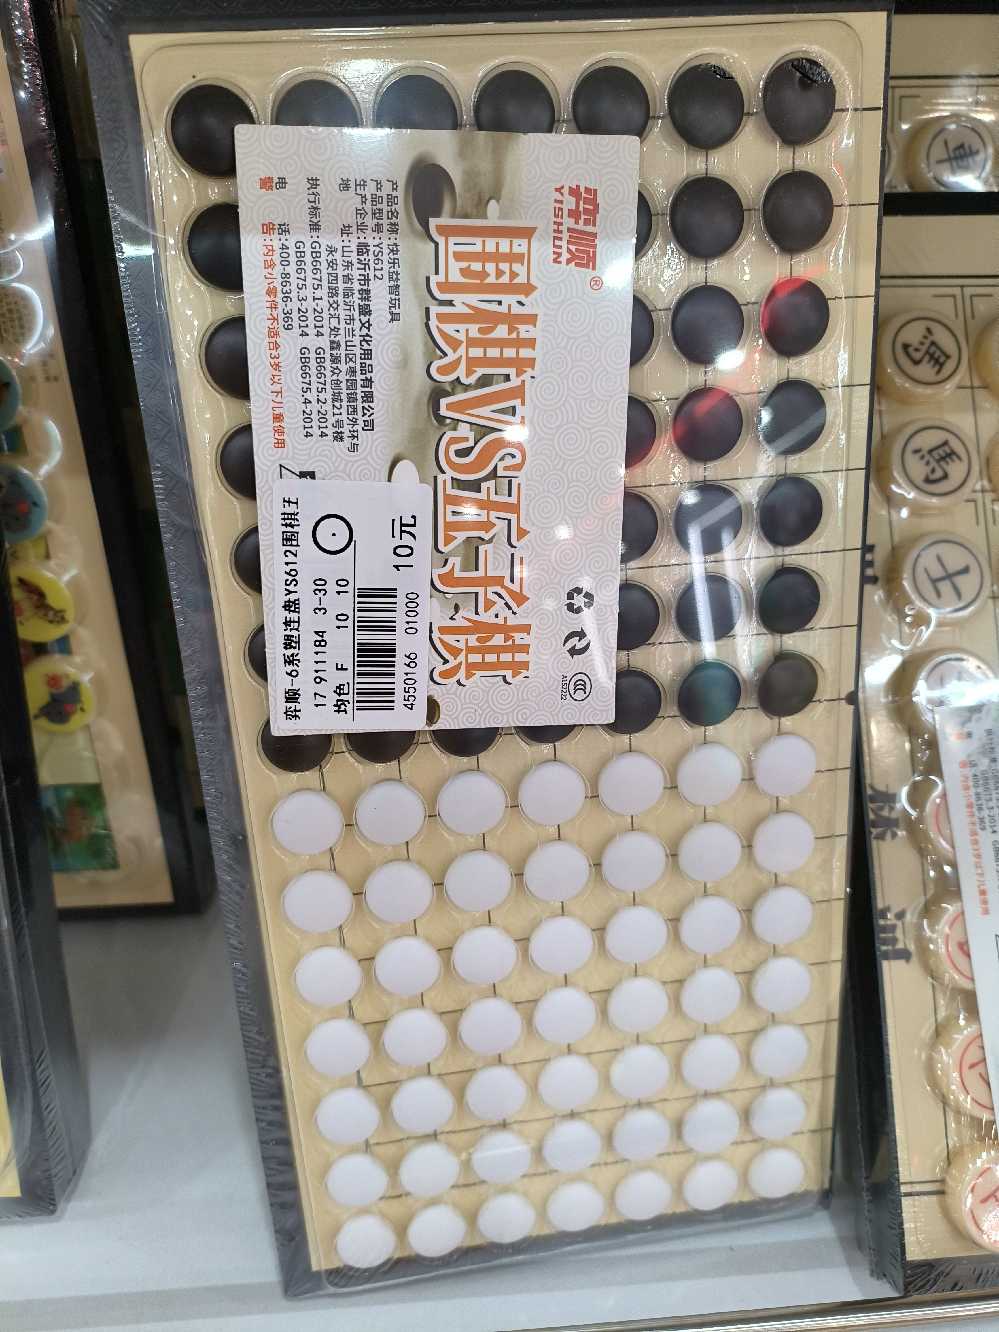 弈顺®
YISHUN
围棋VS五子棋
产品名称:快乐益智玩具
产品型号:YS612
生产企业:临沂市群盛文化用品有限公司
地 址:山东省临沂市兰山区枣园镇西外环与
永安四路交汇处鑫源众创城21号楼
执行标准:GB6675.1-2014 GB6675.2-2014
GB6675.3-2014 GB6675.4-2014
电 话:400-8636-369
警 告:内含小零件不适合3岁以下儿童使用
A152722
弈顺-6系塑连盘YS612围棋王
17 911184 3-30
均色 F 10 10
10元
4550166 01000
車
馬
馬
士